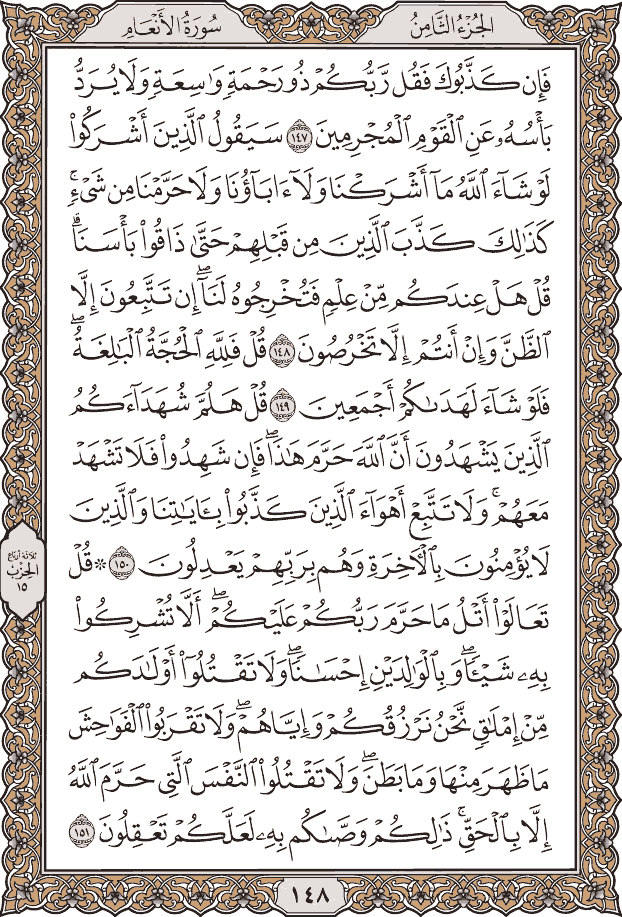 الجُزْءُ الثَّامِنُ
سُورَةُ الأَنْعَامِ
فَإِن كَذَّبُوكَ فَقُل رَّبُّكُمْ ذُو رَحْمَةٍ وَٰسِعَةٍ وَلَا يُرَدُّ
بَأْسُهُۥ عَنِ ٱلْقَوْمِ ٱلْمُجْرِمِينَ ١٤٧ سَيَقُولُ ٱلَّذِينَ أَشْرَكُوا۟
لَوْ شَآءَ ٱللَّهُ مَآ أَشْرَكْنَا وَلَآ ءَابَآؤُنَا وَلَا حَرَّمْنَا مِن شَىْءٍۚ
كَذَٰلِكَ كَذَّبَ ٱلَّذِينَ مِن قَبْلِهِمْ حَتَّىٰ ذَاقُوا۟ بَأْسَنَاۗ
قُلْ هَلْ عِندَكُم مِّنْ عِلْمٍ فَتُخْرِجُوهُ لَنَآۖ إِن تَتَّبِعُونَ إِلَّا
ٱلظَّنَّ وَإِنْ أَنتُمْ إِلَّا تَخْرُصُونَ ١٤٨ قُلْ فَلِلَّهِ ٱلْحُجَّةُ ٱلْبَٰلِغَةُۖ
فَلَوْ شَآءَ لَهَدَىٰكُمْ أَجْمَعِينَ ١٤٩ قُلْ هَلُمَّ شُهَدَآءَكُمُ
ٱلَّذِينَ يَشْهَدُونَ أَنَّ ٱللَّهَ حَرَّمَ هَٰذَاۖ فَإِن شَهِدُوا۟ فَلَا تَشْهَدْ
مَعَهُمْۚ وَلَا تَتَّبِعْ أَهْوَآءَ ٱلَّذِينَ كَذَّبُوا۟ بِـَٔايَٰتِنَا وَٱلَّذِينَ
لَا يُؤْمِنُونَ بِٱلْـَٔاخِرَةِ وَهُم بِرَبِّهِمْ يَعْدِلُونَ ١٥٠ ۞ قُلْ
تَعَالَوْا۟ أَتْلُ مَا حَرَّمَ رَبُّكُمْ عَلَيْكُمْۖ أَلَّا تُشْرِكُوا۟
بِهِۦ شَيْـًٔاۖ وَبِٱلْوَٰلِدَيْنِ إِحْسَٰنًاۖ وَلَا تَقْتُلُوٓا۟ أَوْلَٰدَكُم
مِّنْ إِمْلَٰقٍۖ نَّحْنُ نَرْزُقُكُمْ وَإِيَّاهُمْۖ وَلَا تَقْرَبُوا۟ ٱلْفَوَٰحِشَ
مَا ظَهَرَ مِنْهَا وَمَا بَطَنَۖ وَلَا تَقْتُلُوا۟ ٱلنَّفْسَ ٱلَّتِى حَرَّمَ ٱللَّهُ
إِلَّا بِٱلْحَقِّۚ ذَٰلِكُمْ وَصَّىٰكُم بِهِۦ لَعَلَّكُمْ تَعْقِلُونَ ١٥١
ثلاثة أرباع
الحزب
١٥
١٤٨